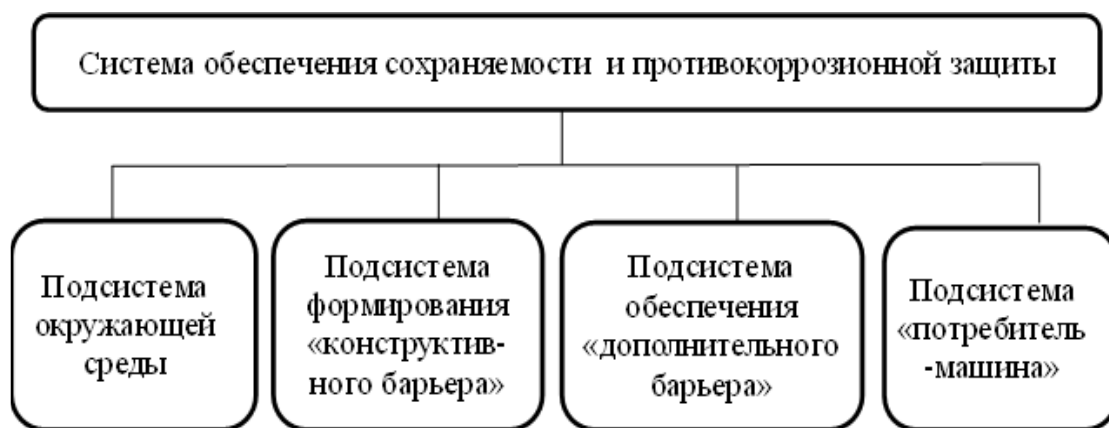 Система обеспечения сохраняемости и противокоррозионной защиты
Подсистема
окружающей
среды
Подсистема
формирования
«конструктив-
ного барьера»
Подсистема
обеспечения
«дополнительного
барьера»
Подсистема
«потребитель
-машина»